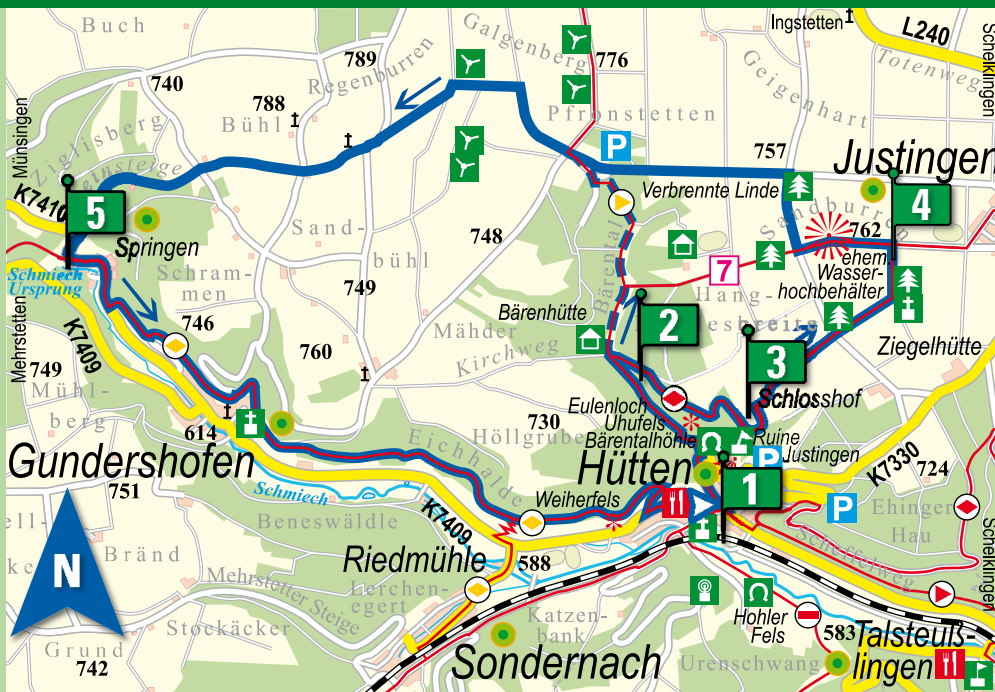 Buch
789
Regenburren
Galgenberg
776
Ingstetten
L240
Totenweg
Schelklingen
740
788
Bühl
Pfronstetten
Geigenhart
Münsingen
Ziglisberg
757
Justingen
Verbrennte Linde
K7410
5
Springen
Sand-
bühl
748
Bärental
7
Sandburren
762
4
ehem
Wasser-
hochbehälter
Schmiech
Ursprung
Schram-
men
749
Hang-
Mehrstetten
K7409
746
Bärenhütte
Mähder
Kirchweg
2
3
Ziegelhütte
749
Mühl-
berg
760
Schlosshof
614
730
Eulenloch
Uhufels
Bärentalhöhle
Ruine
Justingen
P
Gundershofen
Eichhalde
Höllgrube
Hütten
K7330
724
751
Schmiech
K7409
Weiherfels
1
P
Ehinger
Hau
Beneswäldle
N
Bränd
Riedmühle
588
Scheffelweg
Schelklingen
Mehrstetter Steige
Lerchen-
egert
Stockäcker
Katzen-
bank
Hohler
Fels
583
Talsteuß-
lingen
Grund
742
Sondernach
Urenschwang
P